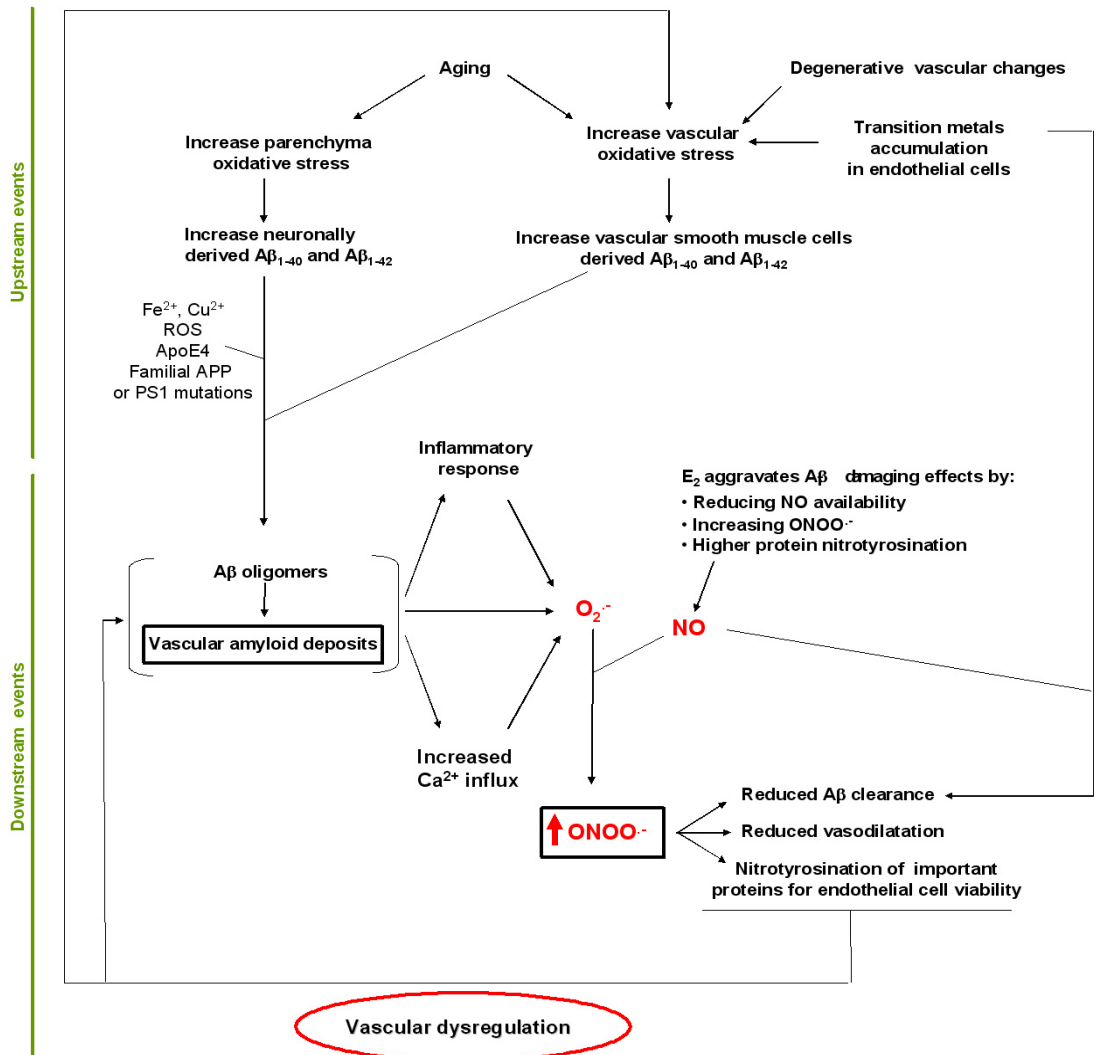 Upstream events
Downstream events
Aging
Degenerative vascular changes
Increase parenchyma
oxidative stress
Increase vascular
oxidative stress
Transition metals
accumulation
in endothelial cells
Increase neuronally
derived Aβ1-40 and Aβ1-42
Increase vascular smooth muscle cells
derived Aβ1-40 and Aβ1-42
Fe2+, Cu2+
ROS
ApoE4
Familial APP
or PS1 mutations
Inflammatory
response
E2 aggravates Aβ damaging effects by:
• Reducing NO availability
• Increasing ONOO·-
• Higher protein nitrotyrosination
Aβ oligomers
Vascular amyloid deposits
O2·-
NO
Increased
Ca2+ influx
ONOO·-
Reduced Aβ clearance
Reduced vasodilatation
Nitrotyrosination of important
proteins for endothelial cell viability
Vascular dysregulation